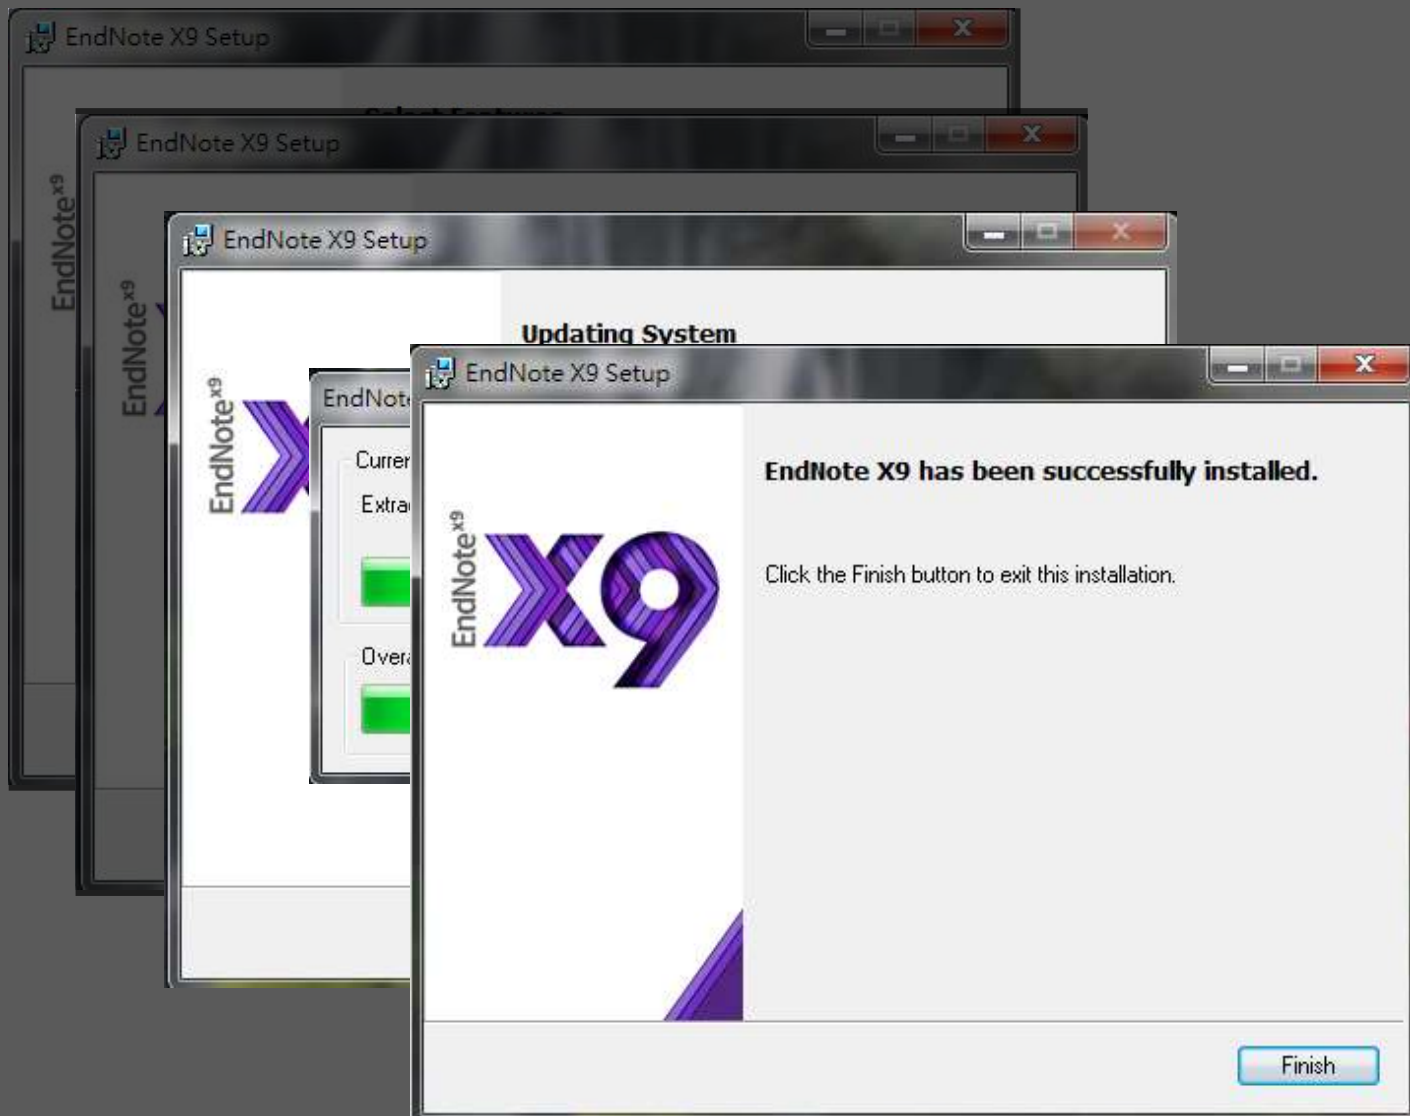 EndNote X9 Setup
Select Features
EndNote X9
EndNote X9 Setup
EndNote X9
EndNote X9 Setup
Updating System
EndNote X9
EndNote X9 Setup
EndNote X9 has been successfully installed.
Click the Finish button to exit this installation.
EndNote X9
X9
Finish